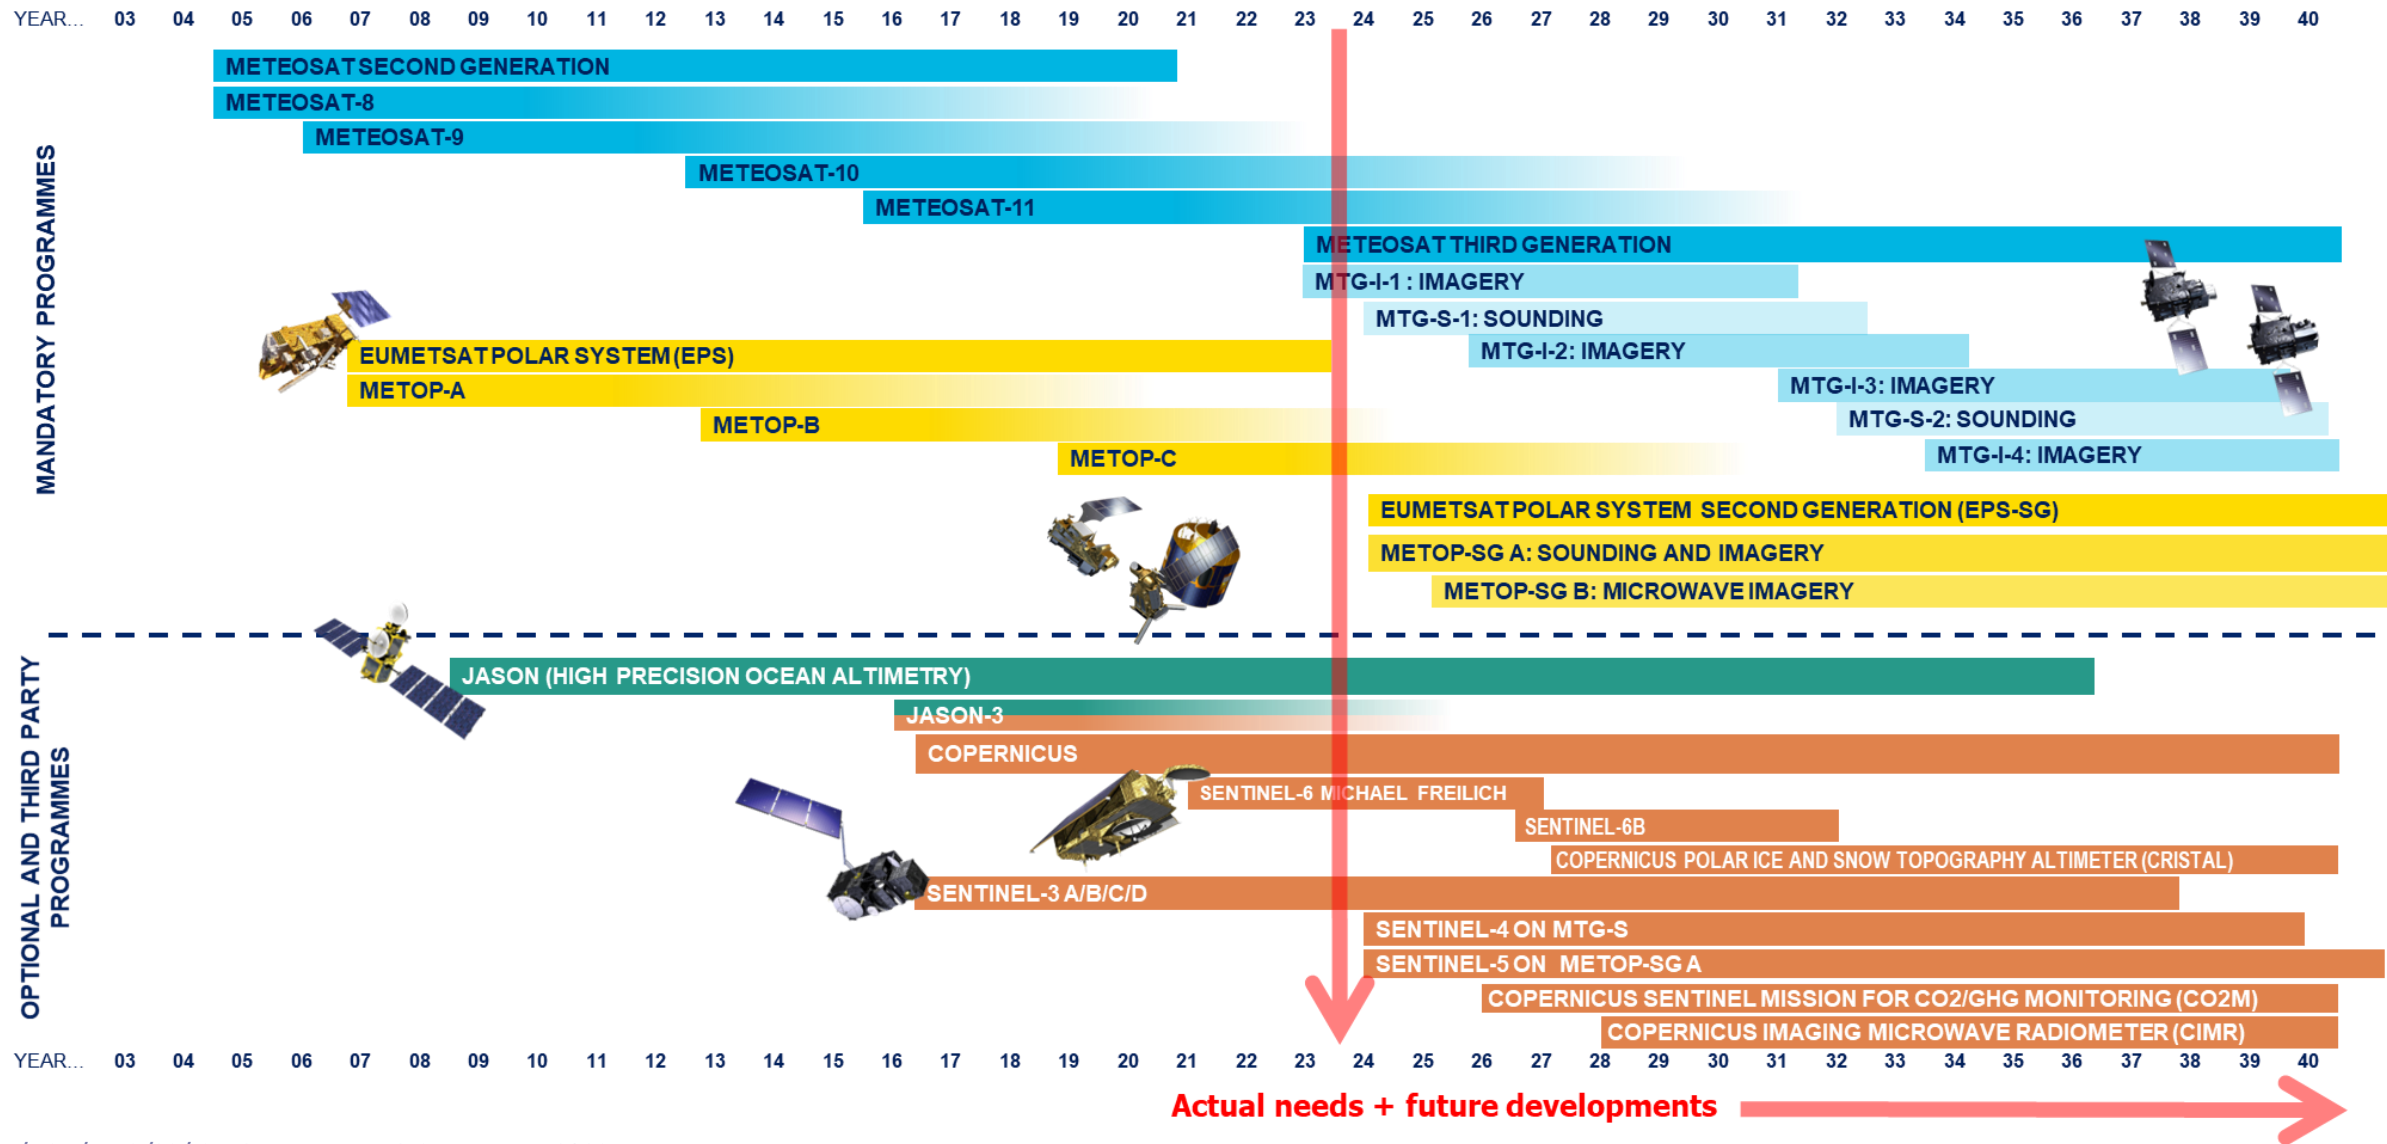 YEAR... 03 04 05 06 07 08 09 10 11 12 13 14 15 16 17 18 19 20 21 22 23 24 25 26 27 28 29 30 31 32 33 34 35 36 37 38 39 40
MANDATORY PROGRAMMES
METEOSAT SECOND GENERATION
METEOSAT-8
METEOSAT-9
METEOSAT-10
METEOSAT-11
METEOSAT THIRD GENERATION
MTG-I-1 : IMAGERY
MTG-S-1: SOUNDING
MTG-I-2: IMAGERY
EUMETSAT POLAR SYSTEM (EPS)
MTG-I-3: IMAGERY
METOP-A
MTG-S-2: SOUNDING
METOP-B
MTG-I-4: IMAGERY
METOP-C
EUMETSAT POLAR SYSTEM SECOND GENERATION (EPS-SG)
METOP-SG A: SOUNDING AND IMAGERY
METOP-SG B: MICROWAVE IMAGERY
OPTIONAL AND THIRD PARTY
PROGRAMMES
JASON (HIGH PRECISION OCEAN ALTIMETRY)
JASON-3
COPERNICUS
SENTINEL-6 MICHAEL FREILICH
SENTINEL-6B
COPERNICUS POLAR ICE AND SNOW TOPOGRAPHY ALTIMETER (CRISTAL)
SENTINEL-3 A/B/C/D
SENTINEL-4 ON MTG-S
SENTINEL-5 ON METOP-SG A
COPERNICUS SENTINEL MISSION FOR CO2/GHG MONITORING (CO2M)
COPERNICUS IMAGING MICROWAVE RADIOMETER (CIMR)
YEAR... 03 04 05 06 07 08 09 10 11 12 13 14 15 16 17 18 19 20 21 22 23 24 25 26 27 28 29 30 31 32 33 34 35 36 37 38 39 40
Actual needs + future developments